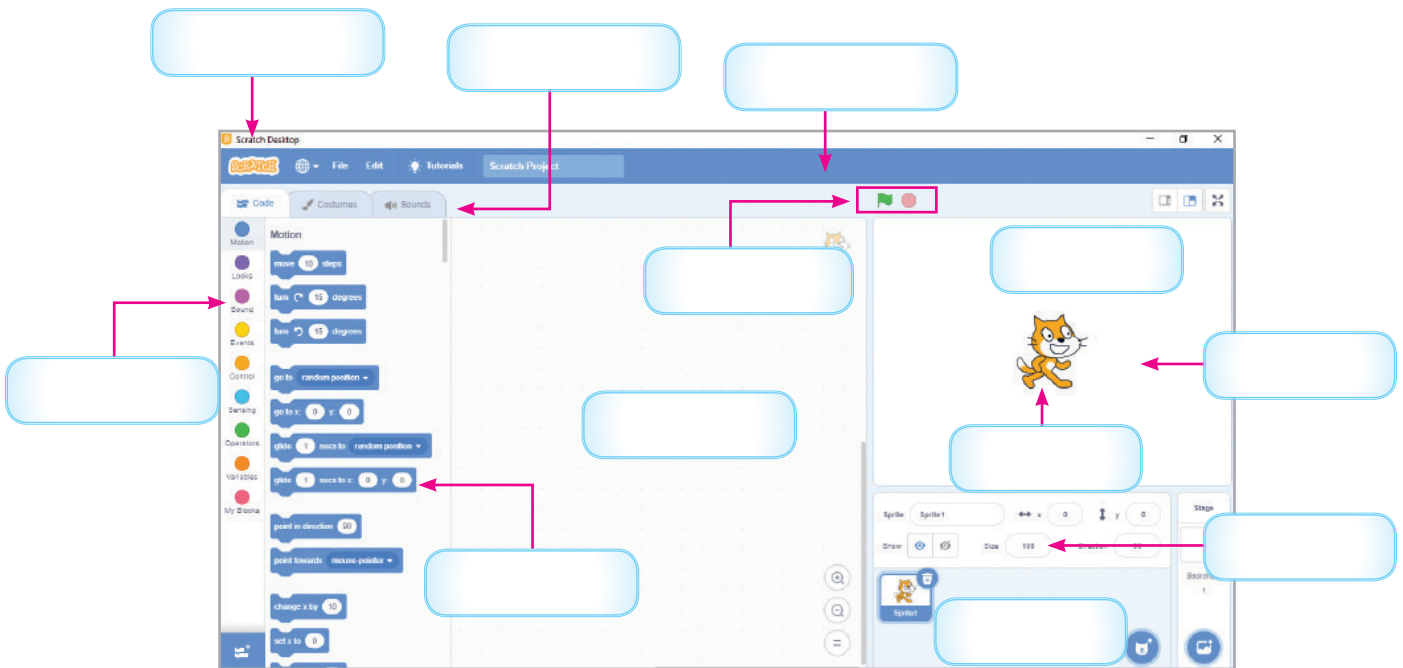 Scratch Desktop
SCRATCH File Edit Tutorials Scratch Project
Code Costumes Sounds
Motion
Looks
Sound
Events
Control
Sensing
Operators
Variables
My Blocks
Motion
move 10 steps
turn 15 degrees
turn 15 degrees
go to random position
go to x: 0 y: 0
glide 1 secs to random position
glide 1 secs to x: 0 y: 0
point in direction 90
point towards mouse-pointer
change x by 10
set x to 0
Sprite Sprite1 x 0 y 0
Show Size 100
Sprite1
Stage
1